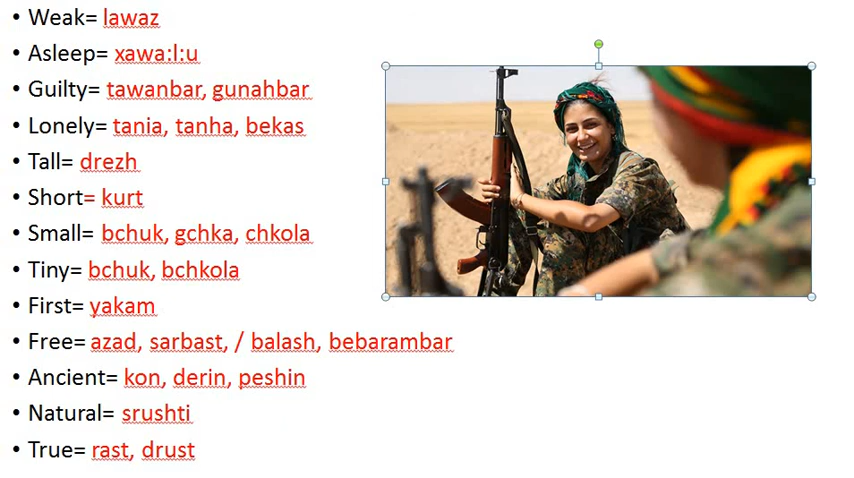 • Weak= lawaz
• Asleep= xawa:l:u
• Guilty= tawanbar, gunahbar
• Lonely= tania, tanha, bekas
• Tall= drezh
• Short= kurt
• Small= bchuk, gchka, chkola
• Tiny= bchuk, bchkola
• First= yakam
• Free= azad, sarbast, / balash, bebarambar
• Ancient= kon, derin, peshin
• Natural= srushti
• True= rast, drust